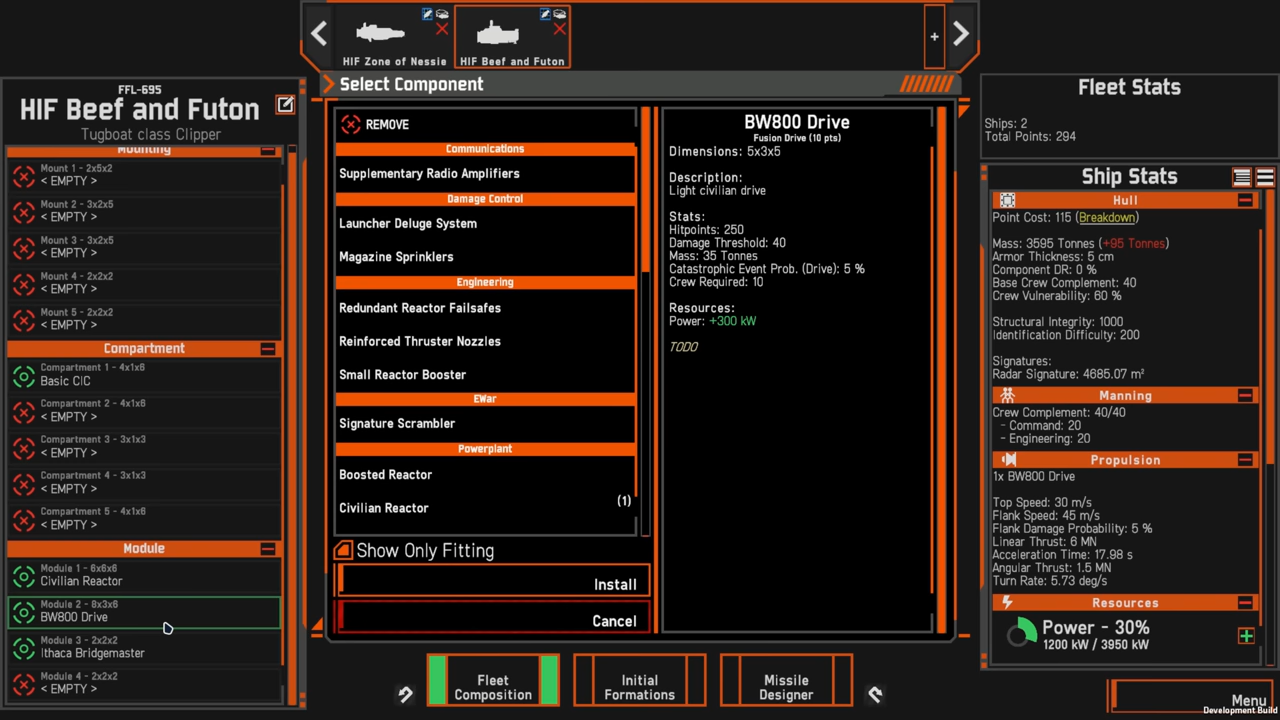 HIF Zone of Nessie
HIF Beef and Futon
+
FFL-695
HIF Beef and Futon
Tugboat class Clipper
Mounting
Mount 1 - 2x5x2
< EMPTY >
Mount 2 - 3x2x5
< EMPTY >
Mount 3 - 3x2x5
< EMPTY >
Mount 4 - 2x2x2
< EMPTY >
Mount 5 - 2x2x2
< EMPTY >
Compartment
Compartment 1 - 4x1x6
Basic CIC
Compartment 2 - 4x1x6
< EMPTY >
Compartment 3 - 3x1x3
< EMPTY >
Compartment 4 - 3x1x3
< EMPTY >
Compartment 5 - 4x1x6
< EMPTY >
Module
Module 1 - 6x6x6
Civilian Reactor
Module 2 - 8x3x6
BW800 Drive
Module 3 - 2x2x2
Ithaca Bridgemaster
Module 4 - 2x2x2
< EMPTY >
Select Component
REMOVE
Communications
Supplementary Radio Amplifiers
Damage Control
Launcher Deluge System
Magazine Sprinklers
Engineering
Redundant Reactor Failsafes
Reinforced Thruster Nozzles
Small Reactor Booster
EWar
Signature Scrambler
Powerplant
Boosted Reactor
Civilian Reactor (1)
Show Only Fitting
Install
Cancel
BW800 Drive
Fusion Drive (10 pts)
Dimensions: 5x3x5
Description:
Light civilian drive
Stats:
Hitpoints: 250
Damage Threshold: 40
Mass: 35 Tonnes
Catastrophic Event Prob. (Drive): 5 %
Crew Required: 10
Resources:
Power: +300 kW
TODO
Fleet Composition
Initial Formations
Missile Designer
Fleet Stats
Ships: 2
Total Points: 294
Ship Stats
Hull
Point Cost: 115 (Breakdown)
Mass: 3595 Tonnes (+95 Tonnes)
Armor Thickness: 5 cm
Component DR: 0 %
Base Crew Complement: 40
Crew Vulnerability: 60 %
Structural Integrity: 1000
Identification Difficulty: 200
Signatures:
Radar Signature: 4685.07 m²
Manning
Crew Complement: 40/40
- Command: 20
- Engineering: 20
Propulsion
1x BW800 Drive
Top Speed: 30 m/s
Flank Speed: 45 m/s
Flank Damage Probability: 5 %
Linear Thrust: 6 MN
Acceleration Time: 17.98 s
Angular Thrust: 1.5 MN
Turn Rate: 5.73 deg/s
Resources
Power - 30%
1200 kW / 3950 kW
Menu
Development Build